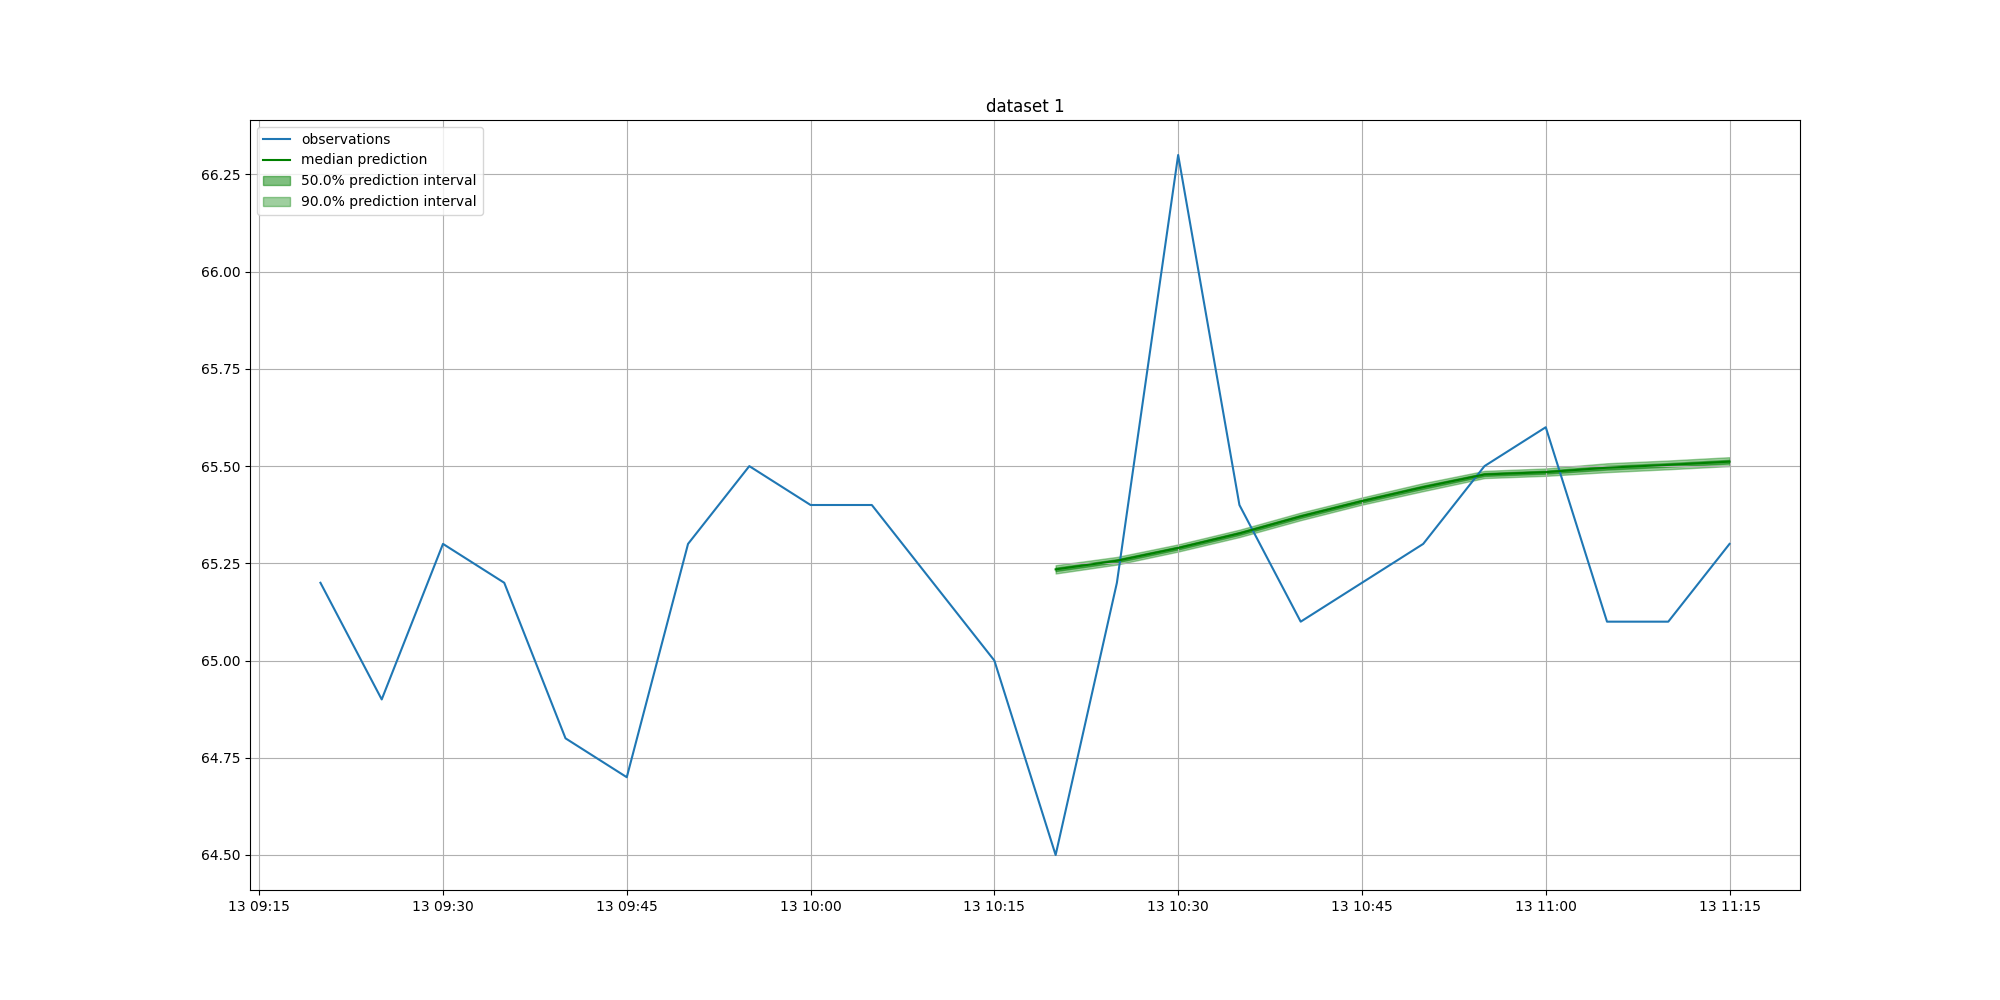 dataset 1
observations
median prediction
50.0% prediction interval
90.0% prediction interval
66.25
66.00
65.75
65.50
65.25
65.00
64.75
64.50
13 09:15 13 09:30 13 09:45 13 10:00 13 10:15 13 10:30 13 10:45 13 11:00 13 11:15